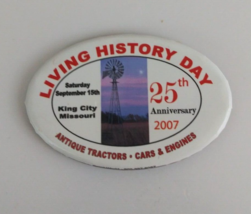 LIVING HISTORY DAY
Saturday
September 15th
King City
Missouri
25th
Anniversary
2007
ANTIQUE TRACTORS • CARS & ENGINES